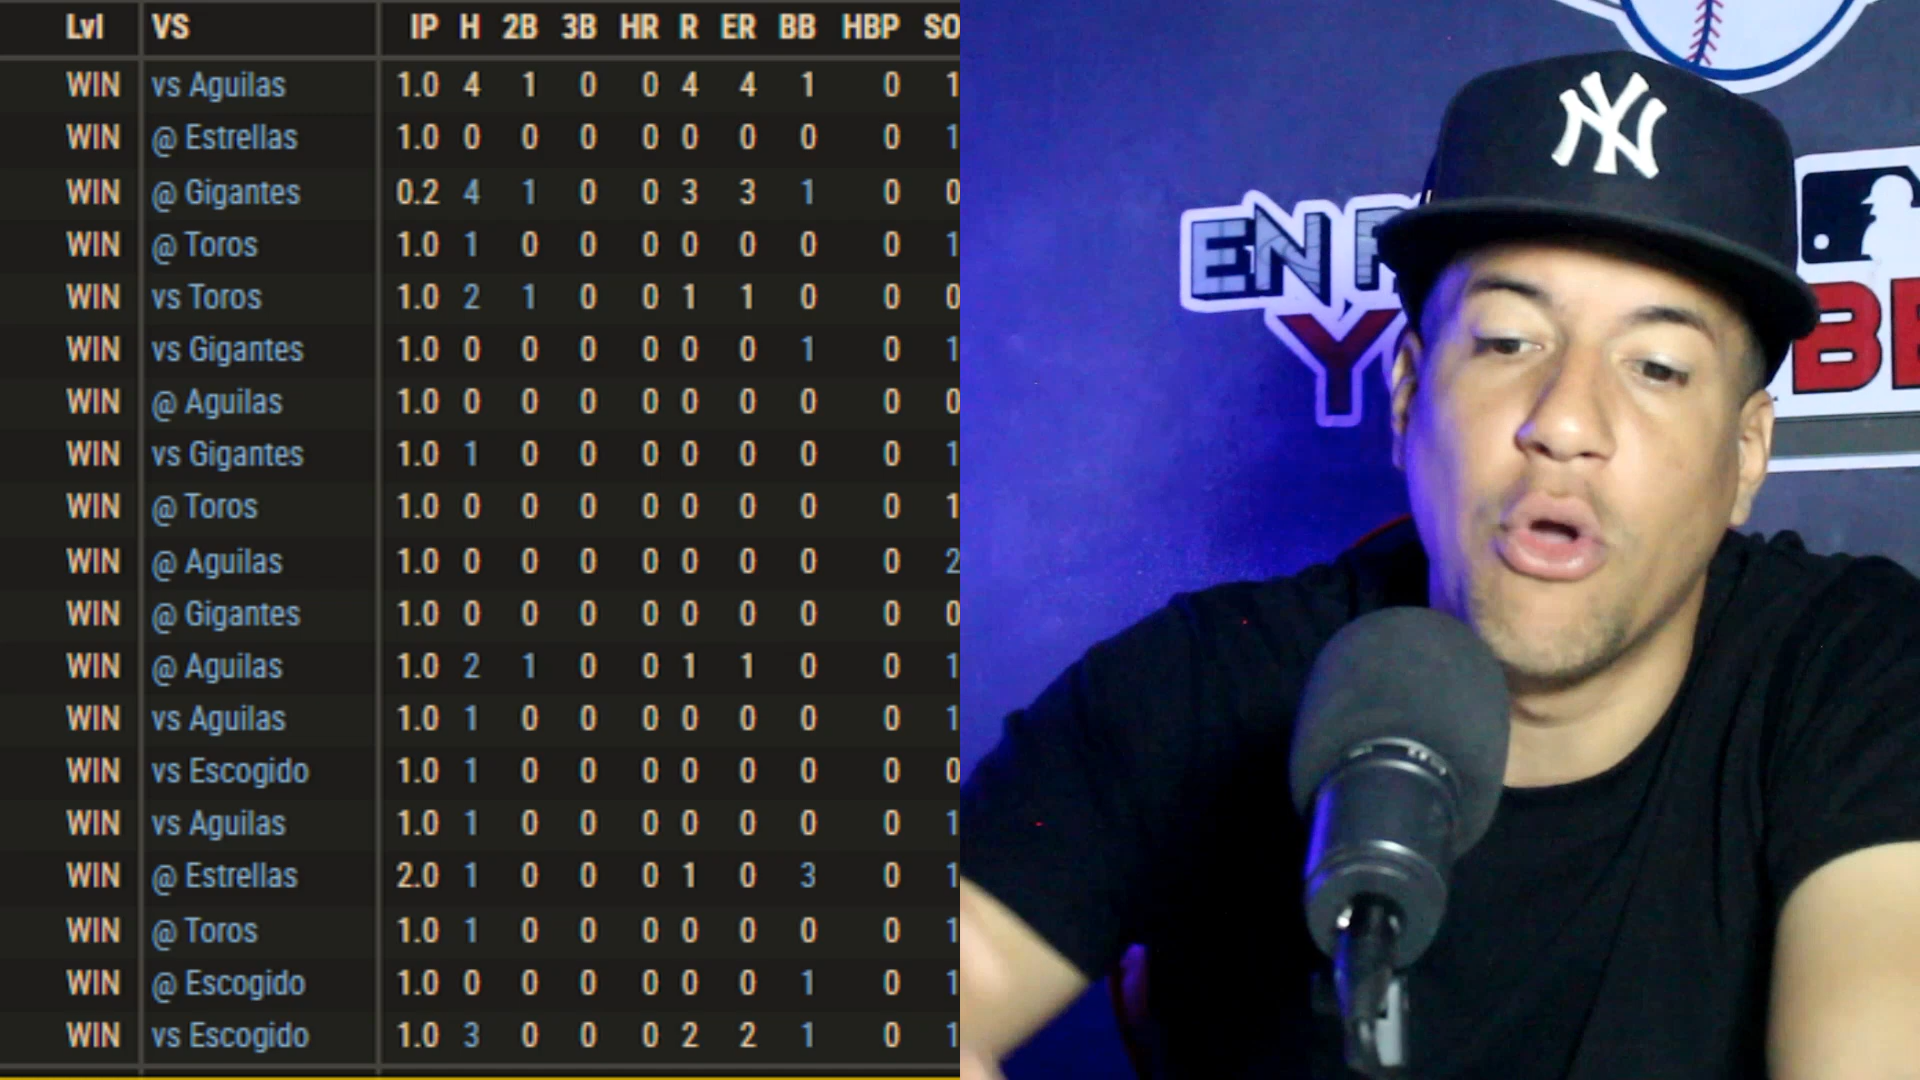 Lvl VS IP H 2B 3B HR R ER BB HBP SO
WIN vs Aguilas 1.0 4 1 0 0 4 4 1 0 1
WIN @ Estrellas 1.0 0 0 0 0 0 0 0 0 1
WIN @ Gigantes 0.2 4 1 0 0 3 3 1 0 0
WIN @ Toros 1.0 1 0 0 0 0 0 0 0 1
WIN vs Toros 1.0 2 1 0 0 1 1 0 0 0
WIN vs Gigantes 1.0 0 0 0 0 0 0 1 0 1
WIN @ Aguilas 1.0 0 0 0 0 0 0 0 0 0
WIN vs Gigantes 1.0 1 0 0 0 0 0 0 0 1
WIN @ Toros 1.0 0 0 0 0 0 0 0 0 1
WIN @ Aguilas 1.0 0 0 0 0 0 0 0 0 2
WIN @ Gigantes 1.0 0 0 0 0 0 0 0 0 0
WIN @ Aguilas 1.0 2 1 0 0 1 1 0 0 1
WIN vs Aguilas 1.0 1 0 0 0 0 0 0 0 1
WIN vs Escogido 1.0 1 0 0 0 0 0 0 0 0
WIN vs Aguilas 1.0 1 0 0 0 0 0 0 0 1
WIN @ Estrellas 2.0 1 0 0 0 1 0 3 0 1
WIN @ Toros 1.0 1 0 0 0 0 0 0 0 1
WIN @ Escogido 1.0 0 0 0 0 0 0 1 0 1
WIN vs Escogido 1.0 3 0 0 0 2 2 1 0 1
NY
EN
Y